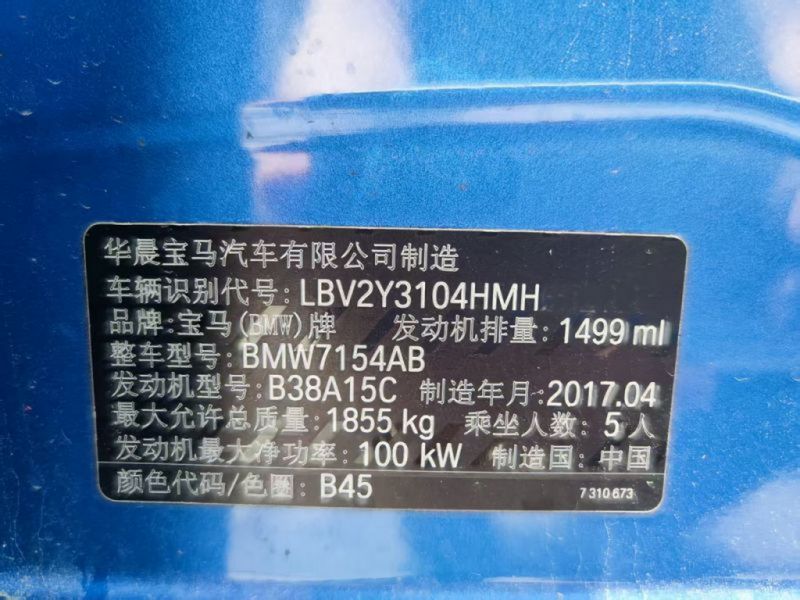 华晨宝马汽车有限公司制造
车辆识别代号: LBV2Y3104HMH
品牌: 宝马(BMW)牌 发动机排量: 1499 ml
整车型号: BMW7154AB
发动机型号: B38A15C 制造年月: 2017.04
最大允许总质量: 1855 kg 乘坐人数: 5 人
发动机最大净功率: 100 kW 制造国: 中国
颜色代码/色圈: B45 7 310 673